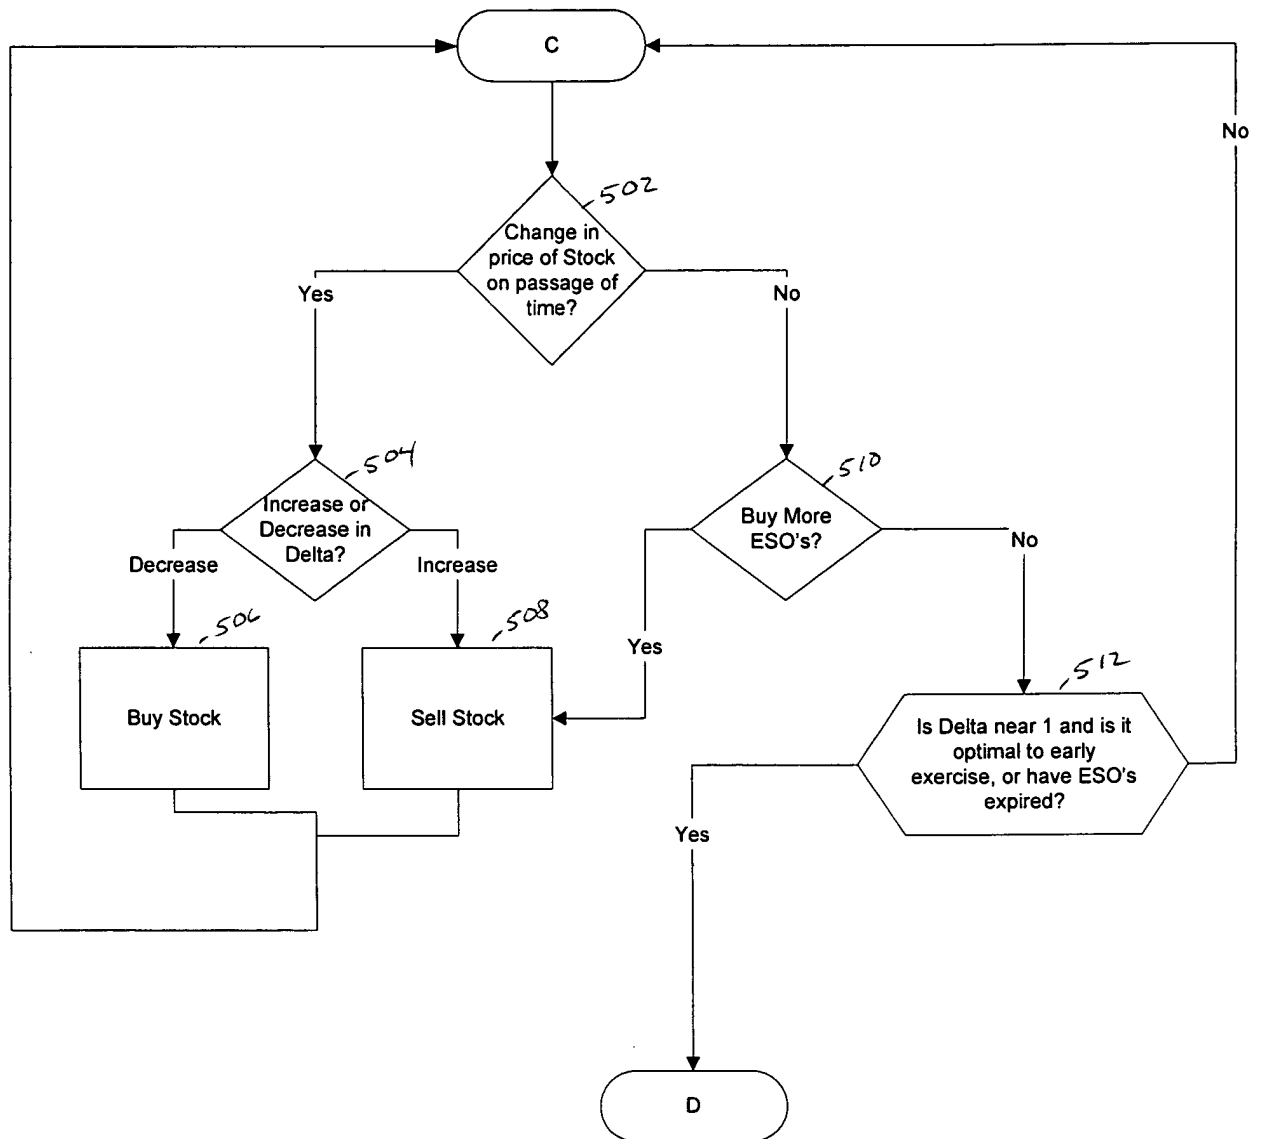 C
No
502
Change in
price of Stock
on passage of
time?
Yes
No
504
Increase or
Decrease in
Delta?
510
Buy More
ESO's?
Decrease
Increase
No
506
508
Yes
512
Buy Stock
Sell Stock
Is Delta near 1 and is it
optimal to early
exercise, or have ESO's
expired?
Yes
D